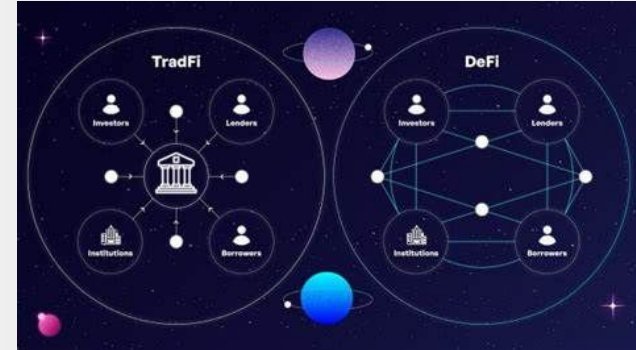 TradFi
Investors
Lenders
Institutions
Borrowers
DeFi
Investors
Lenders
Institutions
Borrowers